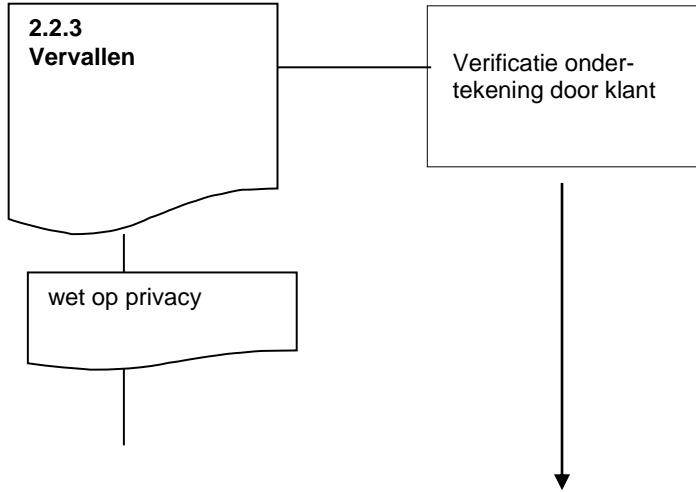 2.2.3
Vervallen
Verificatie onder-
tekening door klant
wet op privacy